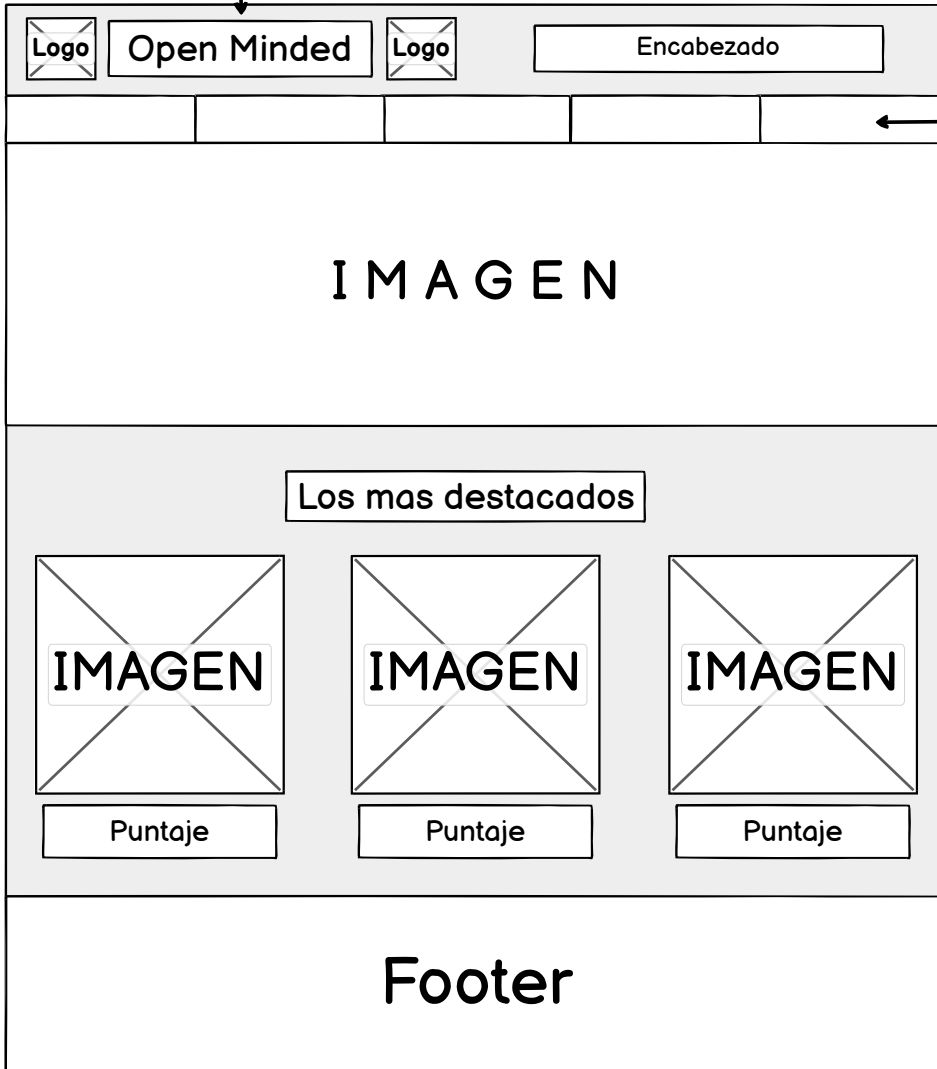 Logo Open Minded Logo Encabezado
IMAGEN
Los mas destacados
IMAGEN IMAGEN IMAGEN
Puntaje Puntaje Puntaje
Footer